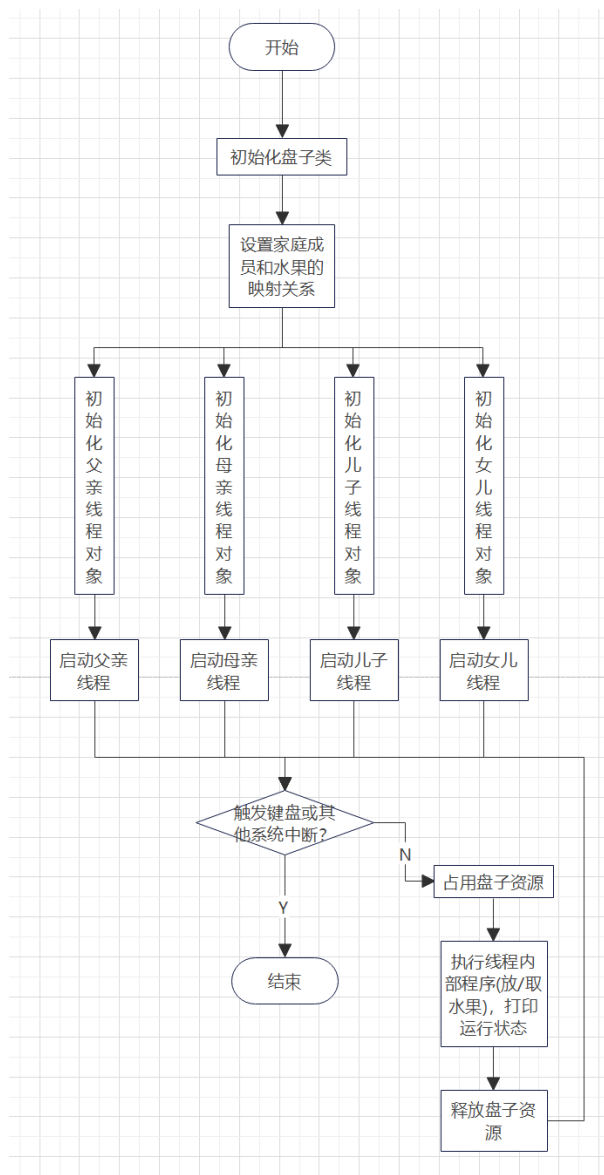 开始
初始化盘子类
设置家庭成
员和水果的
映射关系
初
始
化
父
亲
线
程
对
象
初
始
化
母
亲
线
程
对
象
初
始
化
儿
子
线
程
对
象
初
始
化
女
儿
线
程
对
象
启动父亲
线程
启动母亲
线程
启动儿子
线程
启动女儿
线程
触发键盘或其
他系统中断?
N
占用盘子资源
Y
执行线程内
部程序(放/取
水果)，打印
运行状态
结束
释放盘子资
源